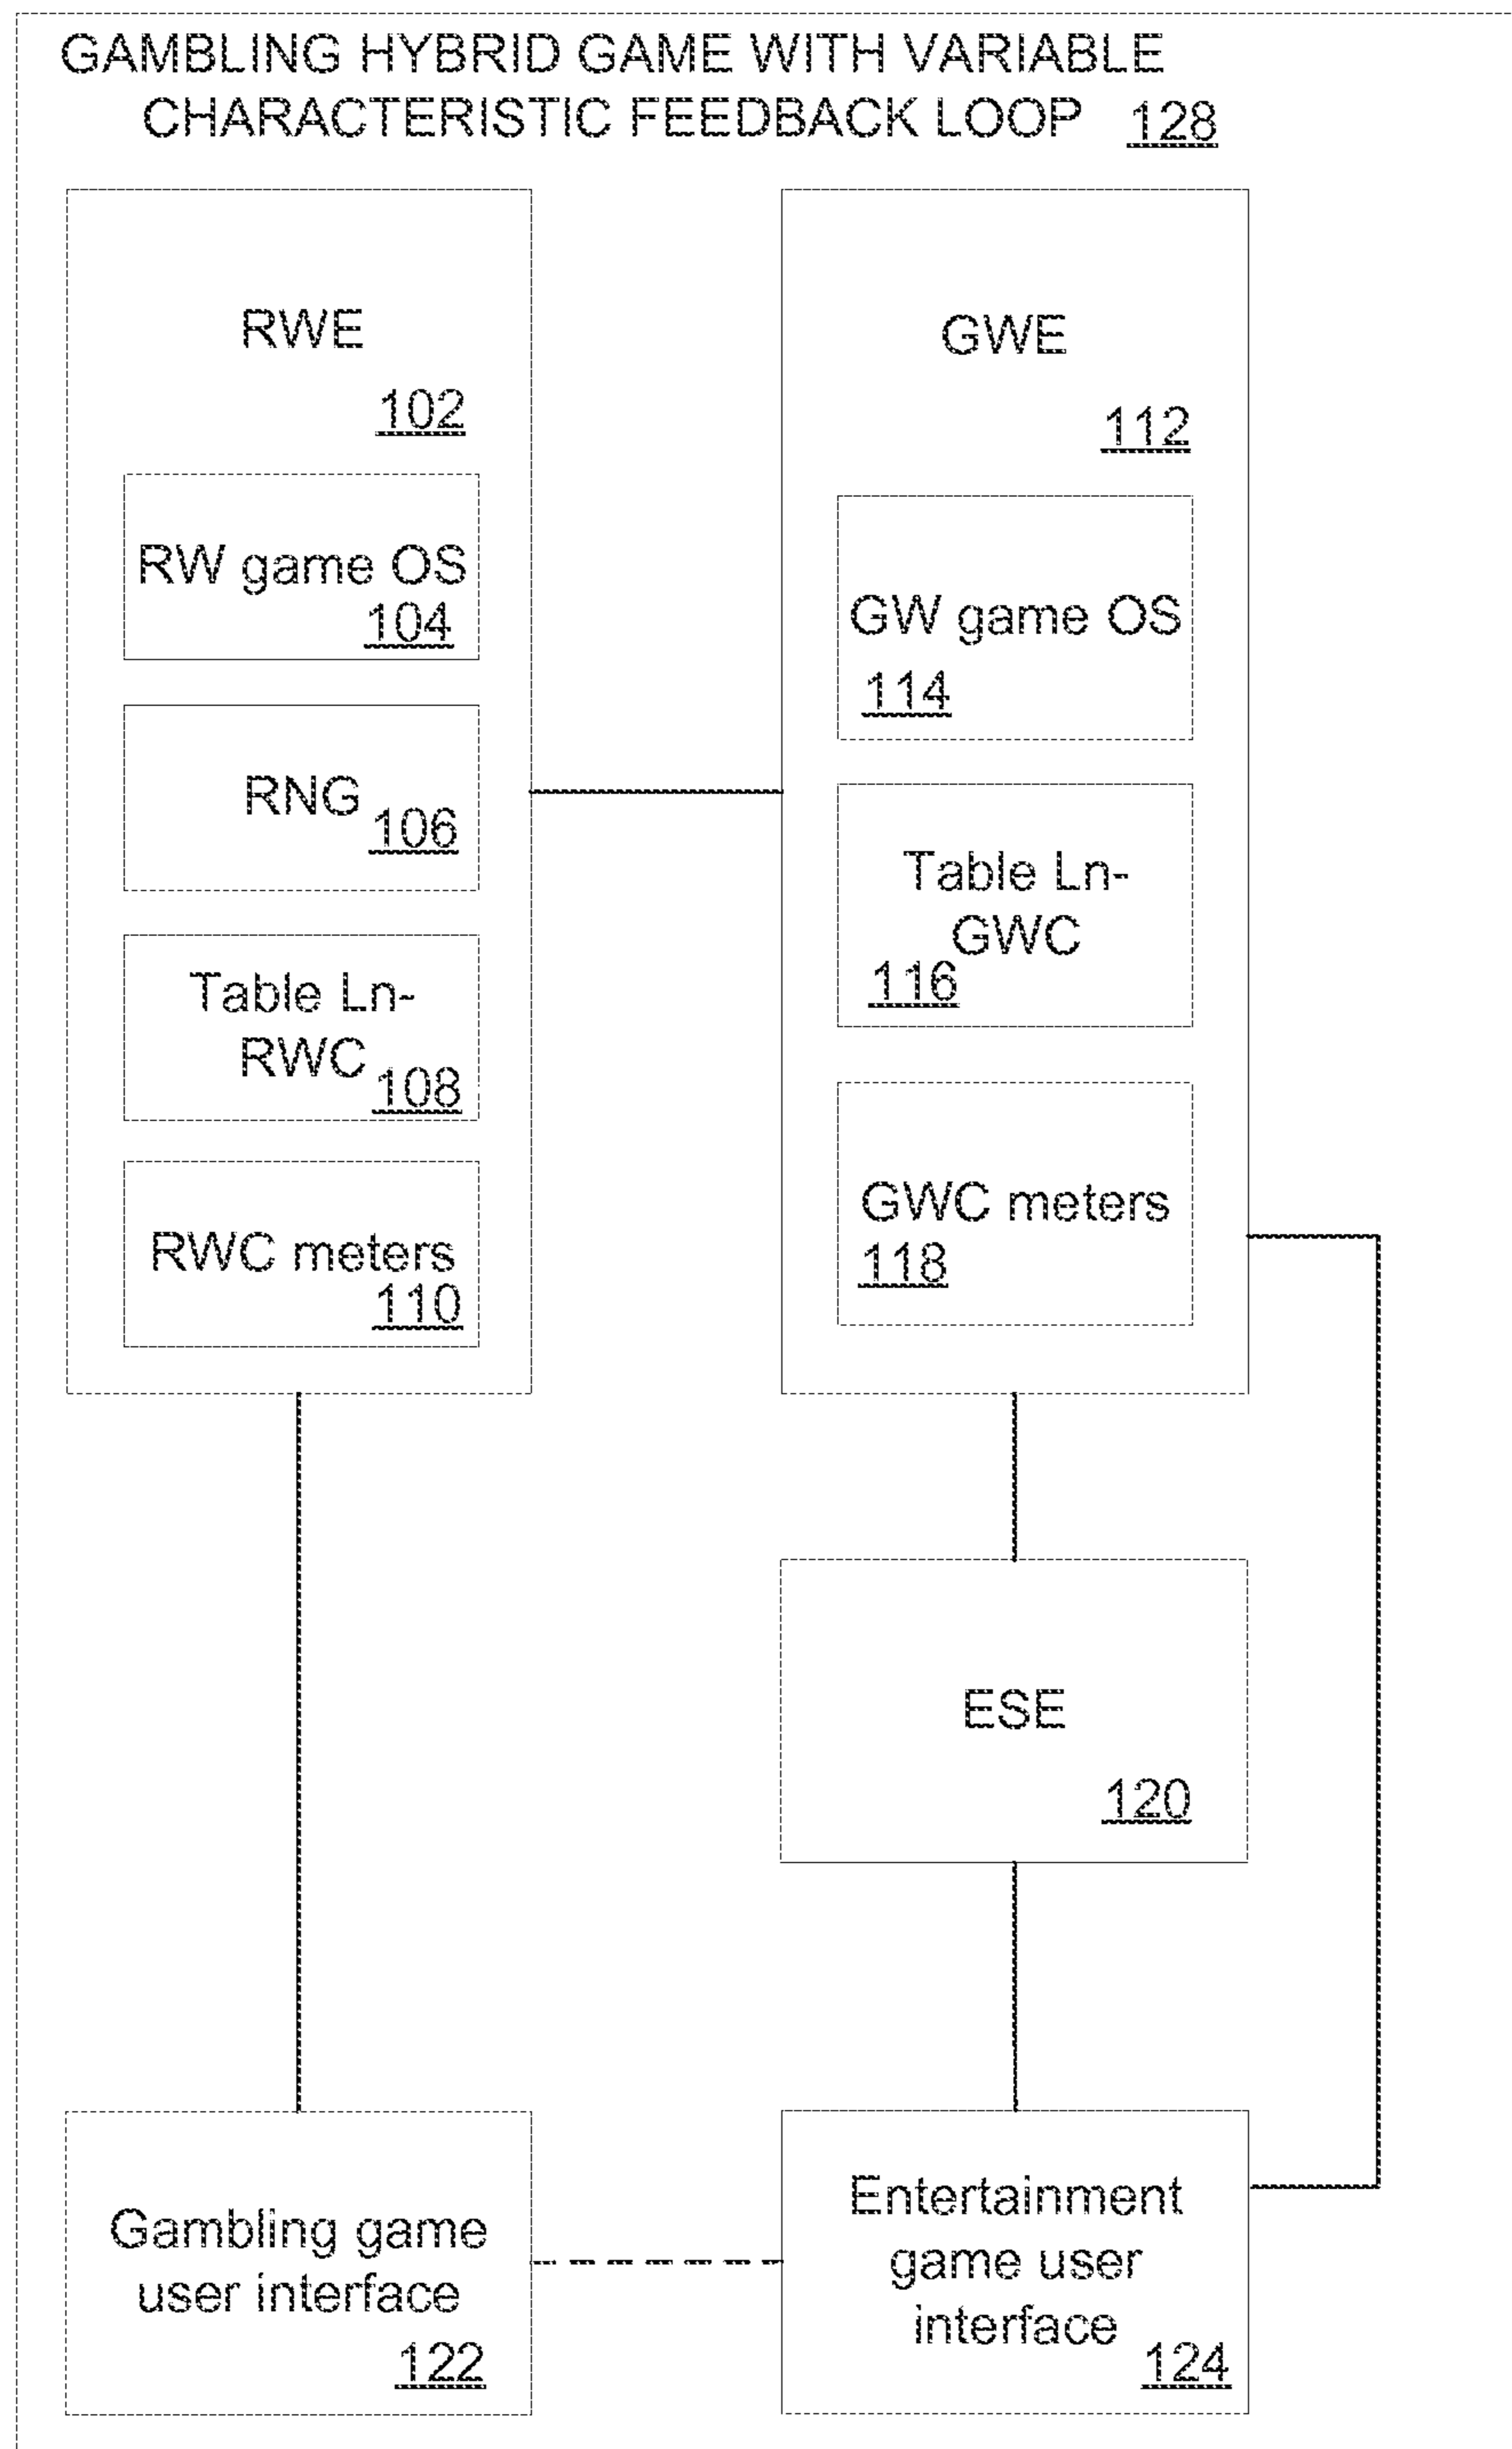 GAMBLING HYBRID GAME WITH VARIABLE
CHARACTERISTIC FEEDBACK LOOP 128
RWE
102
RW game OS
104
RNG
106
Table Ln-
RWC
108
RWC meters
110
GWE
112
GW game OS
114
Table Ln-
GWC
116
GWC meters
118
ESE
120
Gambling game
user interface
122
Entertainment
game user
interface
124